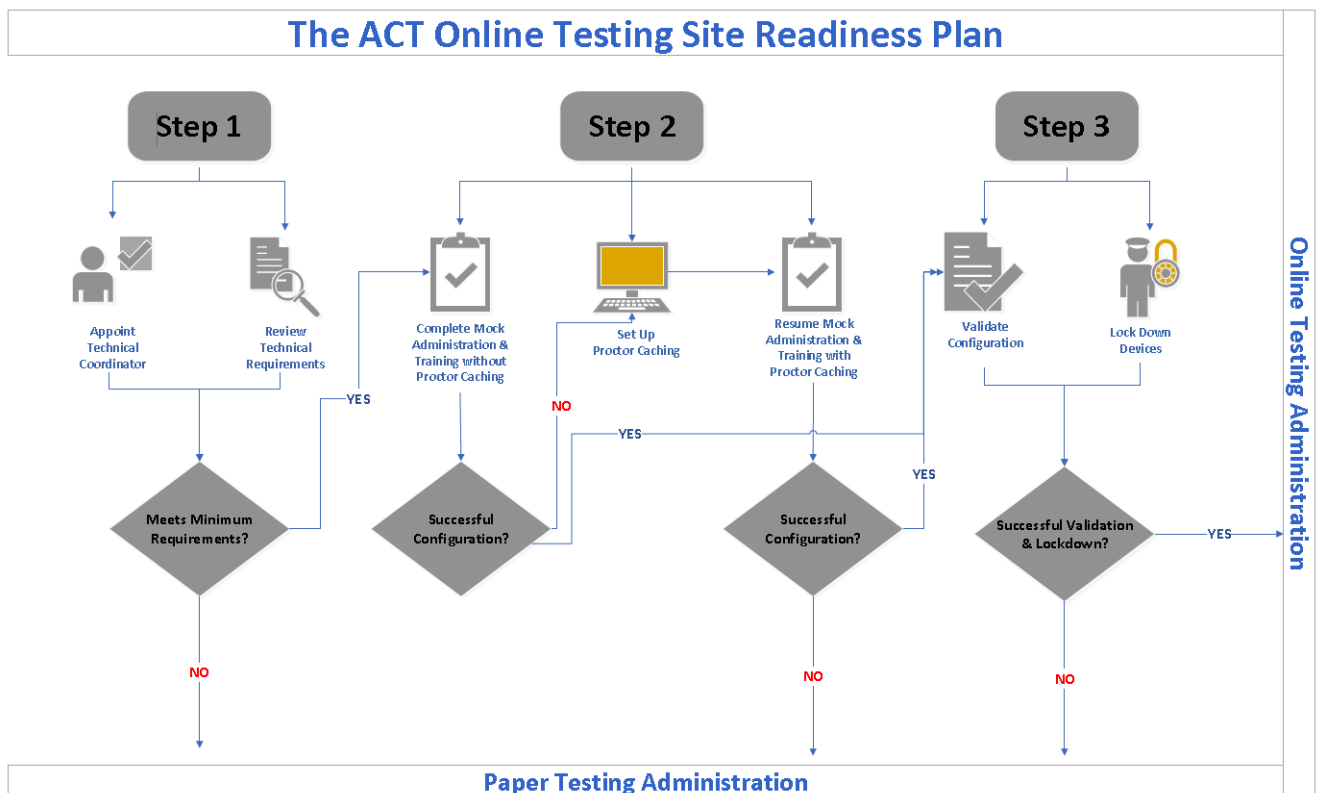 The ACT Online Testing Site Readiness Plan
Step 1
Step 2
Step 3
Appoint
Technical
Coordinator
Review
Technical
Requirements
Complete Mock
Administration &
Training without
Proctor Caching
Set Up
Proctor Caching
Resume Mock
Administration &
Training with
Proctor Caching
Validate
Configuration
Lock Down
Devices
YES
NO
YES
YES
Meets Minimum
Requirements?
Successful
Configuration?
Successful
Configuration?
Successful Validation
& Lockdown?
YES
NO
NO
NO
Online Testing Administration
Paper Testing Administration